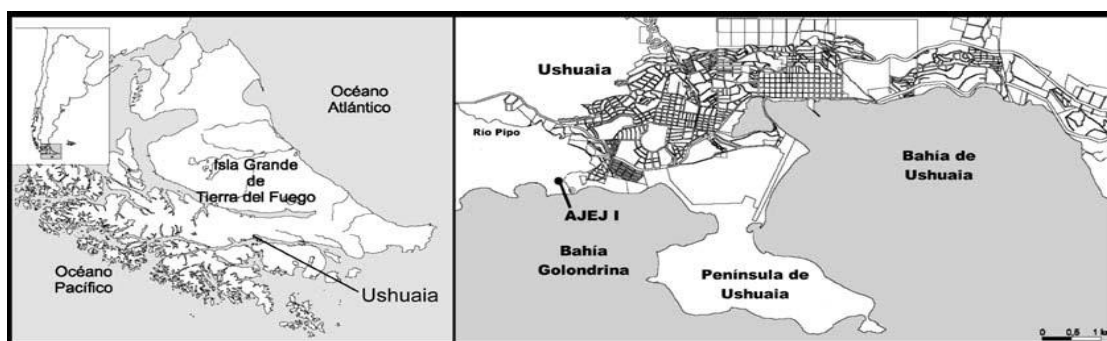 Océano
Atlántico
Isla Grande
de
Tierra del Fuego
Océano
Pacífico
Ushuaia
Ushuaia
Río Pipo
AJEJ I
Bahía
Golondrina
Bahía de
Ushuaia
Península de
Ushuaia
0 0,5 1 km